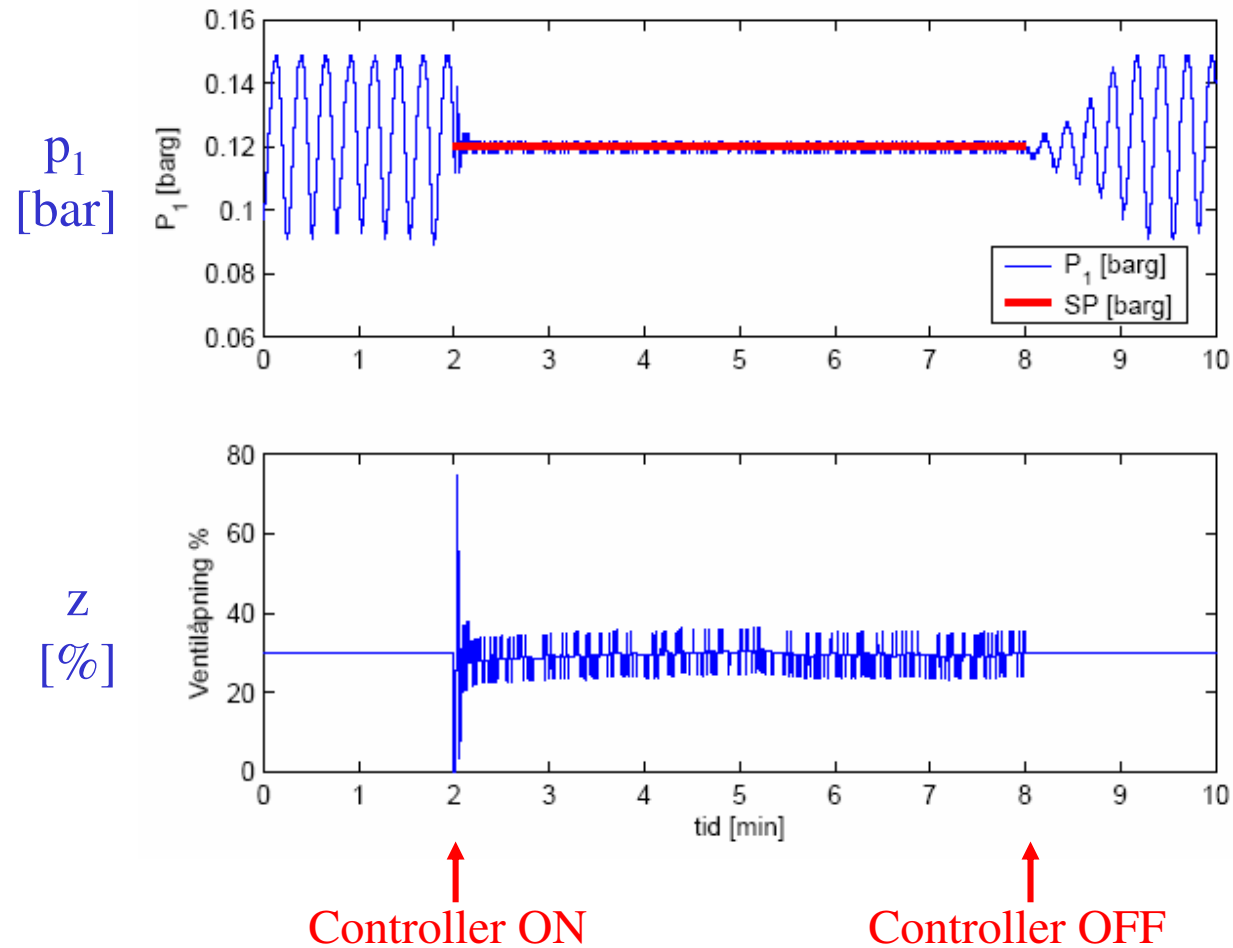 p₁
[bar]
P₁ [barg]
0.16
0.14
0.12
0.1
0.08
0.06
0 1 2 3 4 5 6 7 8 9 10
P₁ [barg]
SP [barg]
z
[%]
Ventilåpning %
80
60
40
20
0
0 1 2 3 4 5 6 7 8 9 10
tid [min]
Controller ON
Controller OFF